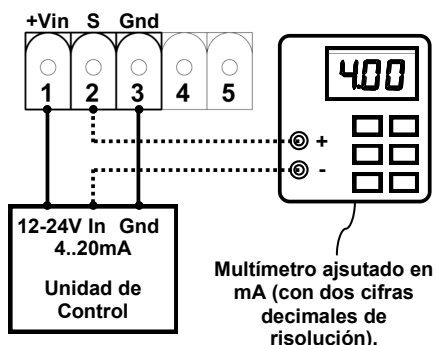 +Vin S Gnd
1 2 3 4 5
4.00
+
-
12-24V In Gnd
4..20mA
Unidad de
Control
Multímetro ajsutado en
mA (con dos cifras
decimales de
risolución).